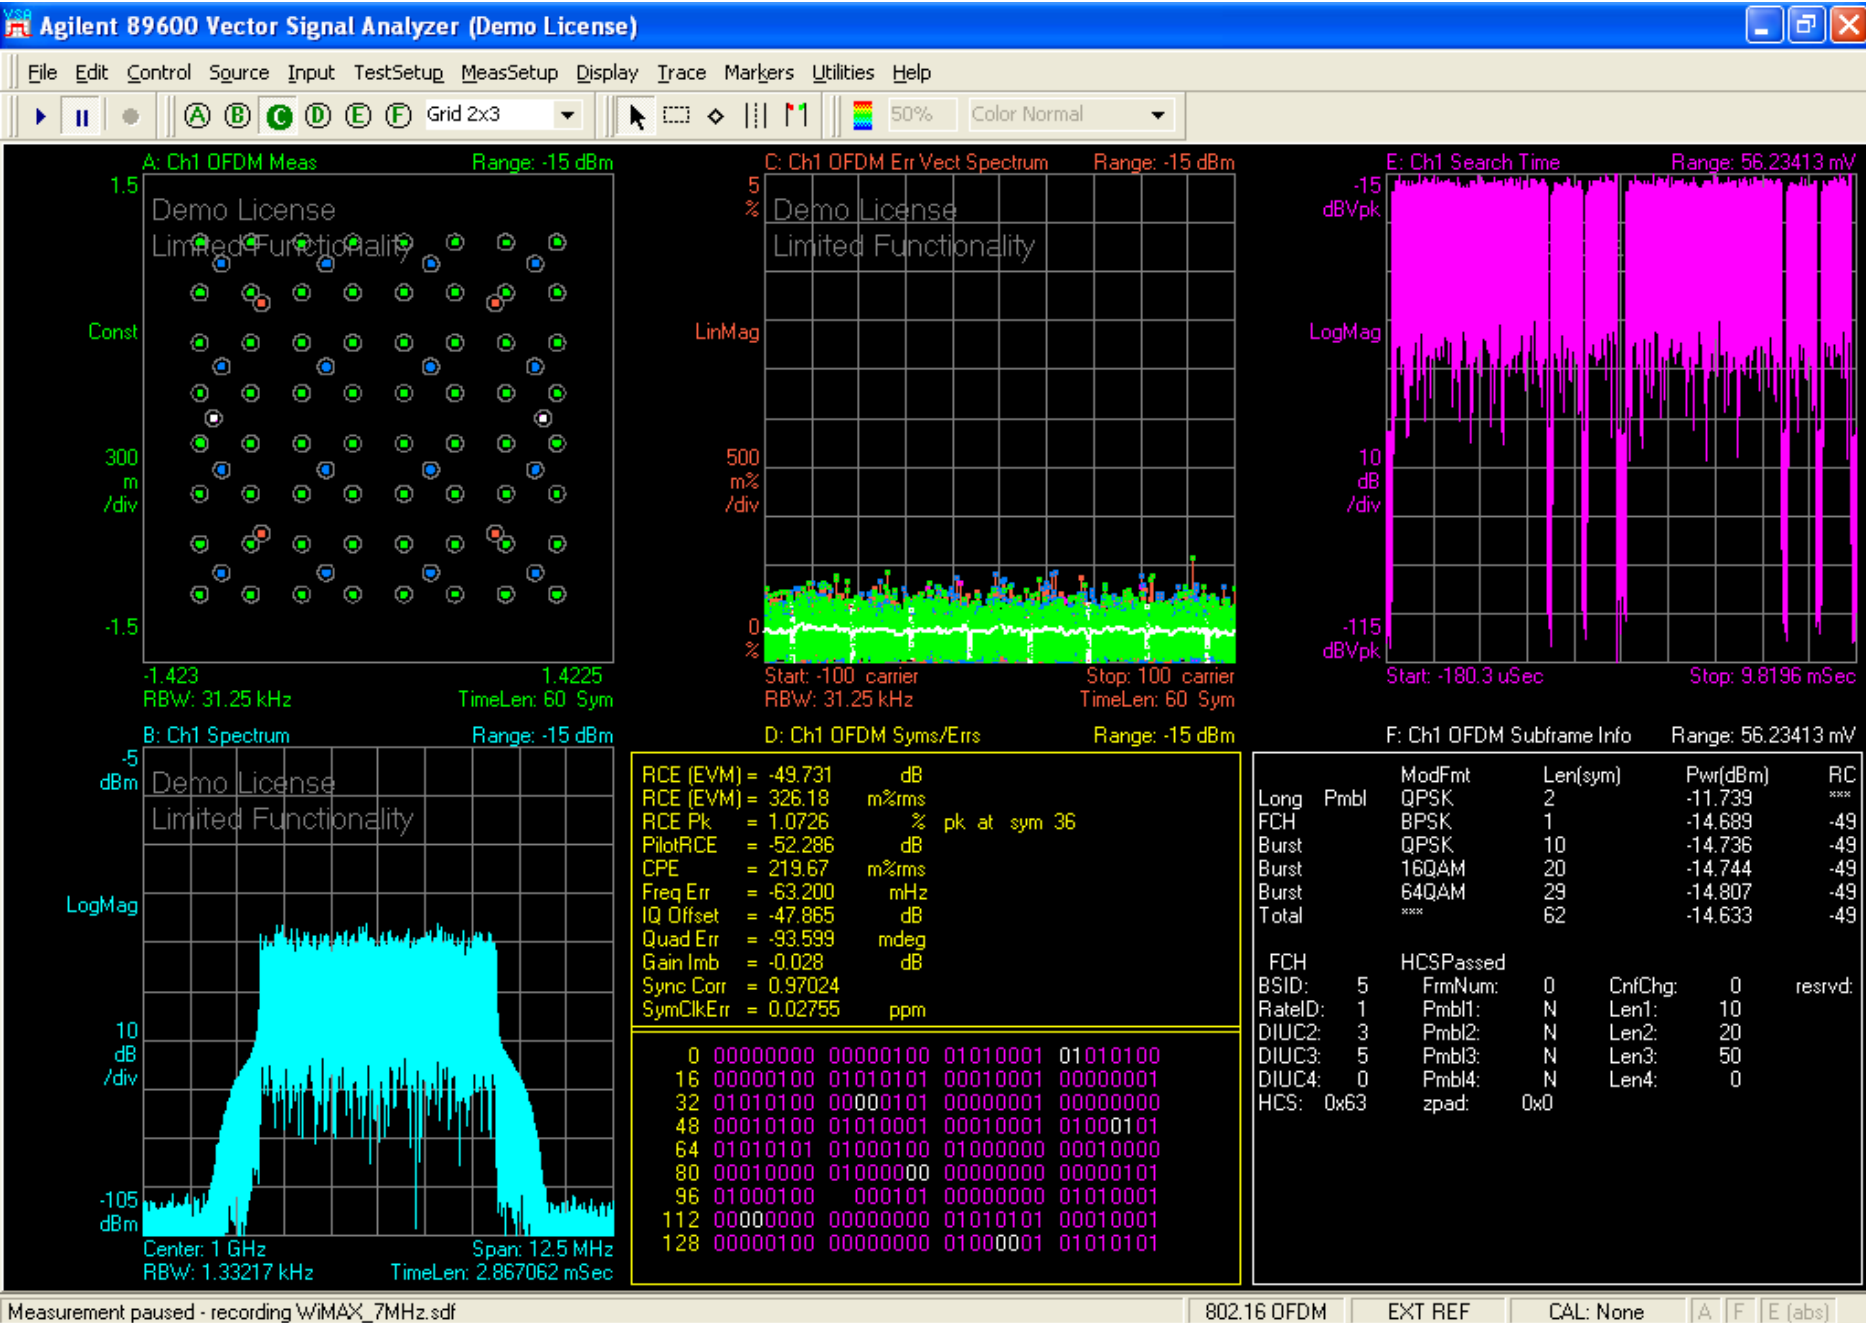 VSA
Agilent 89600 Vector Signal Analyzer (Demo License)
File Edit Control Source Input TestSetup MeasSetup Display Trace Markers Utilities Help
A B C D E F Grid 2x3 50% Color Normal
A: Ch1 OFDM Meas Range: -15 dBm
1.5
Demo License
Limited Functionality
Const
300
m
/div
-1.5
-1.423 1.4225
RBW: 31.25 kHz TimeLen: 60 Sym
C: Ch1 OFDM Err Vect Spectrum Range: -15 dBm
5
%
Demo License
Limited Functionality
LinMag
500
m%
/div
0
%
Start: -100 carrier Stop: 100 carrier
RBW: 31.25 kHz TimeLen: 60 Sym
E: Ch1 Search Time Range: 56.23413 mV
-15
dBVpk
LogMag
10
dB
/div
-115
dBVpk
Start: -180.3 uSec Stop: 9.8196 mSec
B: Ch1 Spectrum Range: -15 dBm
-5
dBm
Demo License
Limited Functionality
LogMag
10
dB
/div
-105
dBm
Center: 1 GHz Span: 12.5 MHz
RBW: 1.33217 kHz TimeLen: 2.867062 mSec
D: Ch1 OFDM Syms/Errs Range: -15 dBm
RCE (EVM) = -49.731 dB
RCE (EVM) = 326.18 m%rms
RCE Pk = 1.0726 % pk at sym 36
PilotRCE = -52.286 dB
CPE = 219.67 m%rms
Freq Err = -63.200 mHz
IQ Offset = -47.865 dB
Quad Err = -93.599 mdeg
Gain Imb = -0.028 dB
Sync Corr = 0.97024
SymClkErr = 0.02755 ppm
0 00000000 00000100 01010001 01010100
16 00000100 01010101 00010001 00000001
32 01010100 00000101 00000001 00000000
48 00010100 01010001 00010001 01000101
64 01010101 01000100 01000000 00010000
80 00010000 01000000 00000000 00000101
96 01000100 000101 00000000 01010001
112 00000000 00000000 01010101 00010001
128 00000100 00000000 01000001 01010101
F: Ch1 OFDM Subframe Info Range: 56.23413 mV
ModFmt Len(sym) Pwr(dBm) RC
Long Pmbl QPSK 2 -11.739 ***
FCH BPSK 1 -14.689 -49
Burst QPSK 10 -14.736 -49
Burst 16QAM 20 -14.744 -49
Burst 64QAM 29 -14.807 -49
Total *** 62 -14.633 -49
FCH HCSPassed
BSID: 5 FrmNum: 0 CnfChg: 0 resrvd:
RateID: 1 Pmbl1: N Len1: 10
DIUC2: 3 Pmbl2: N Len2: 20
DIUC3: 5 Pmbl3: N Len3: 50
DIUC4: 0 Pmbl4: N Len4: 0
HCS: 0x63 zpad: 0x0
Measurement paused - recording WiMAX_7MHz.sdf 802.16 OFDM EXT REF CAL: None A F E (abs)